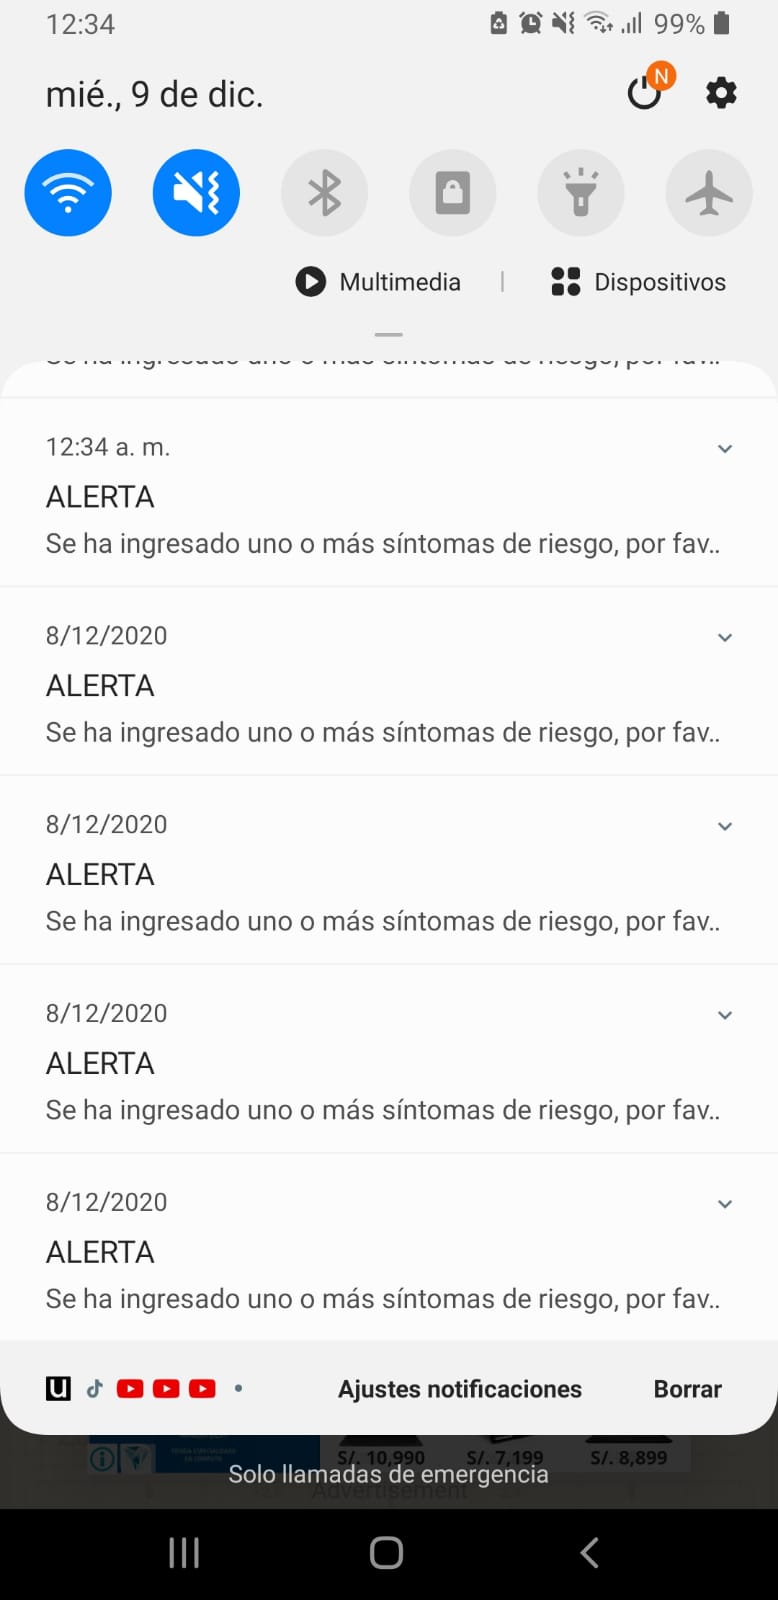 12:34
99%
mié., 9 de dic.
N
Multimedia | Dispositivos
12:34 a. m.
ALERTA
Se ha ingresado uno o más síntomas de riesgo, por fav..
8/12/2020
ALERTA
Se ha ingresado uno o más síntomas de riesgo, por fav..
8/12/2020
ALERTA
Se ha ingresado uno o más síntomas de riesgo, por fav..
8/12/2020
ALERTA
Se ha ingresado uno o más síntomas de riesgo, por fav..
8/12/2020
ALERTA
Se ha ingresado uno o más síntomas de riesgo, por fav..
Ajustes notificaciones Borrar
S/. 10,990 S/. 7,199 S/. 8,899
Solo llamadas de emergencia
Advertisement